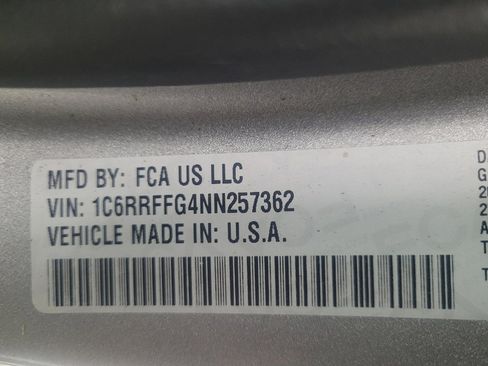 MFD BY: FCA US LLC
VIN: 1C6RRFFG4NN257362
VEHICLE MADE IN: U.S.A.